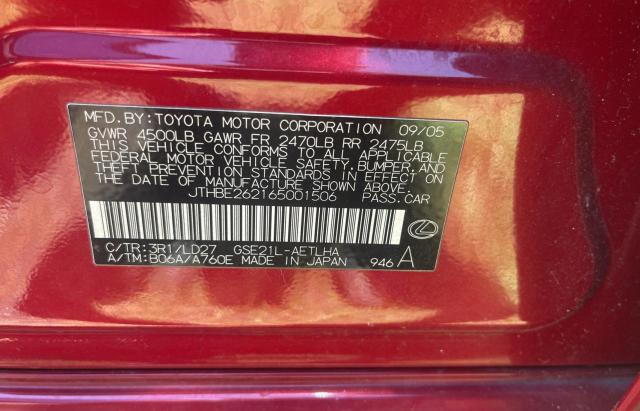 MFD.BY:TOYOTA MOTOR CORPORATION 09/05
GVWR 4500LB GAWR FR 2470LB RR 2475LB
THIS VEHICLE CONFORMS TO ALL APPLICABLE
FEDERAL MOTOR VEHICLE SAFETY,BUMPER,AND
THEFT PREVENTION STANDARDS IN EFFECT ON
THE DATE OF MANUFACTURE SHOWN ABOVE.
JTHBE262165001506 PASS.CAR
C/TR:3R1/LD27 GSE21L-AETLHA
A/TM:B06A/A760E MADE IN JAPAN 946 A